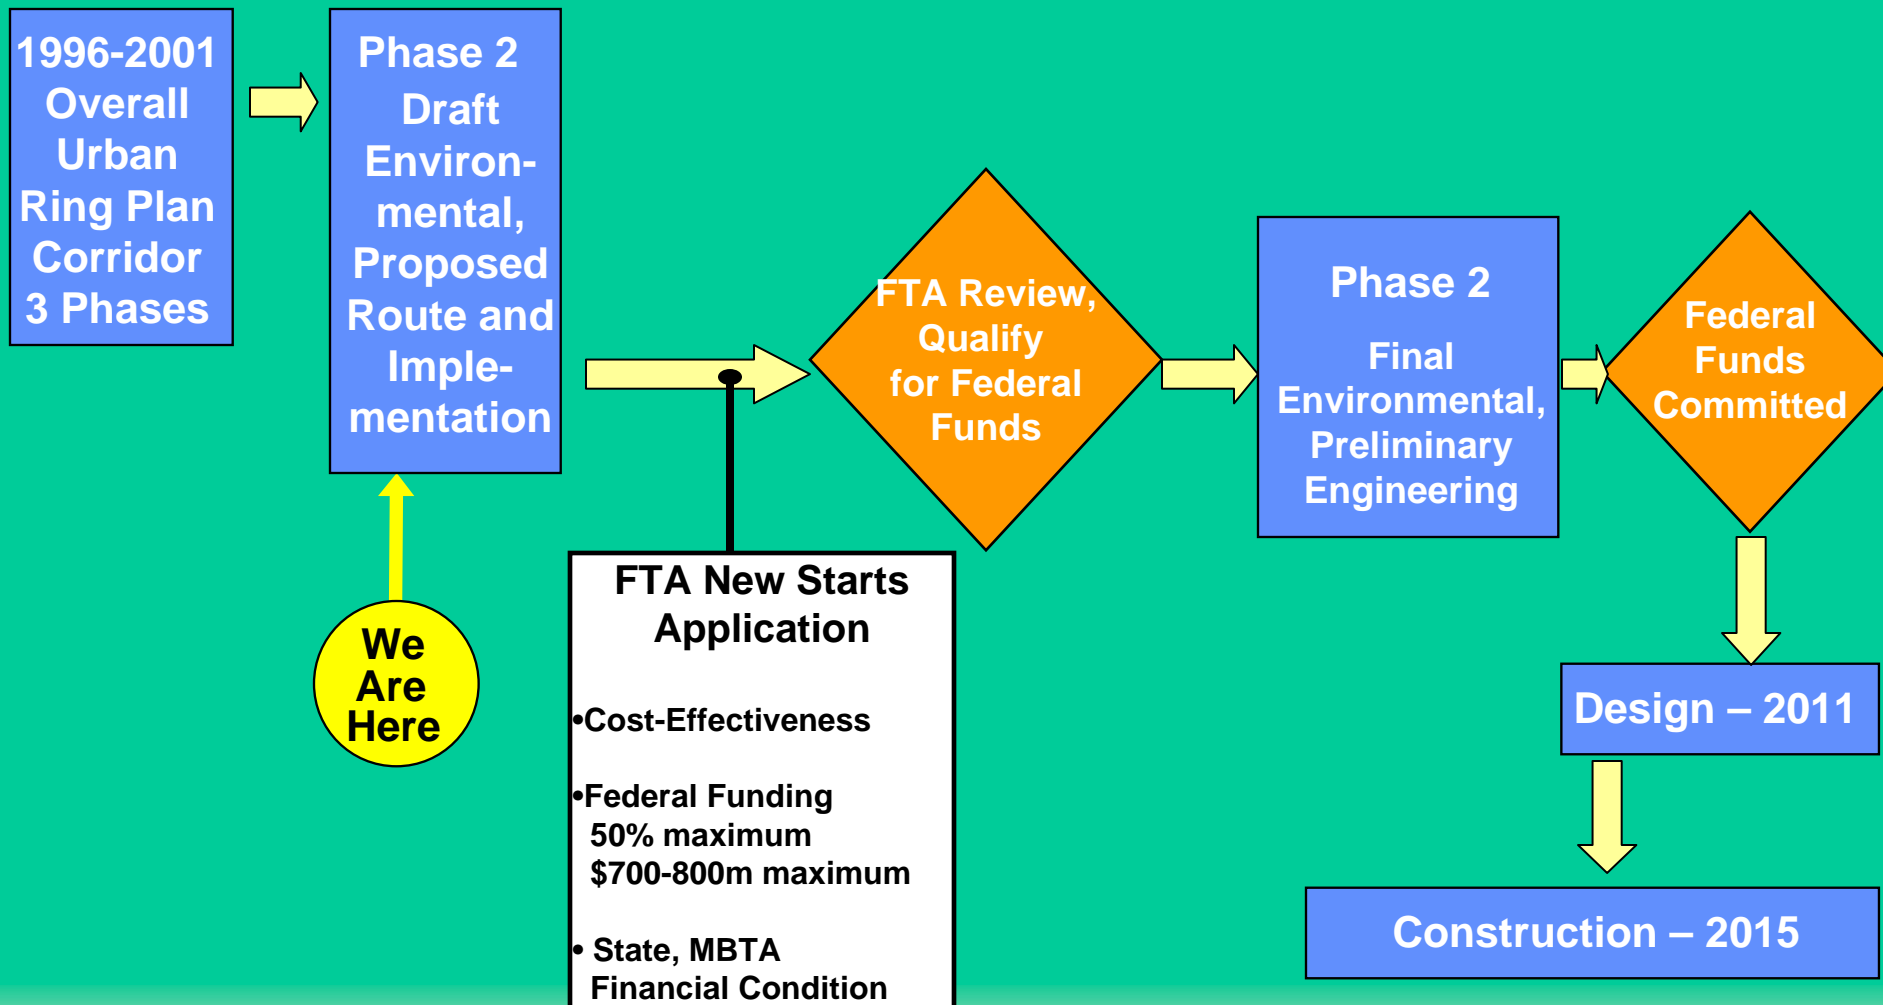 1996-2001
Overall
Urban
Ring Plan
Corridor
3 Phases
Phase 2
Draft
Environ-
mental,
Proposed
Route and
Imple-
mentation
We
Are
Here
FTA New Starts
Application
•Cost-Effectiveness
•Federal Funding
50% maximum
$700-800m maximum
• State, MBTA
Financial Condition
FTA Review,
Qualify
for Federal
Funds
Phase 2
Final
Environmental,
Preliminary
Engineering
Federal
Funds
Committed
Design – 2011
Construction – 2015